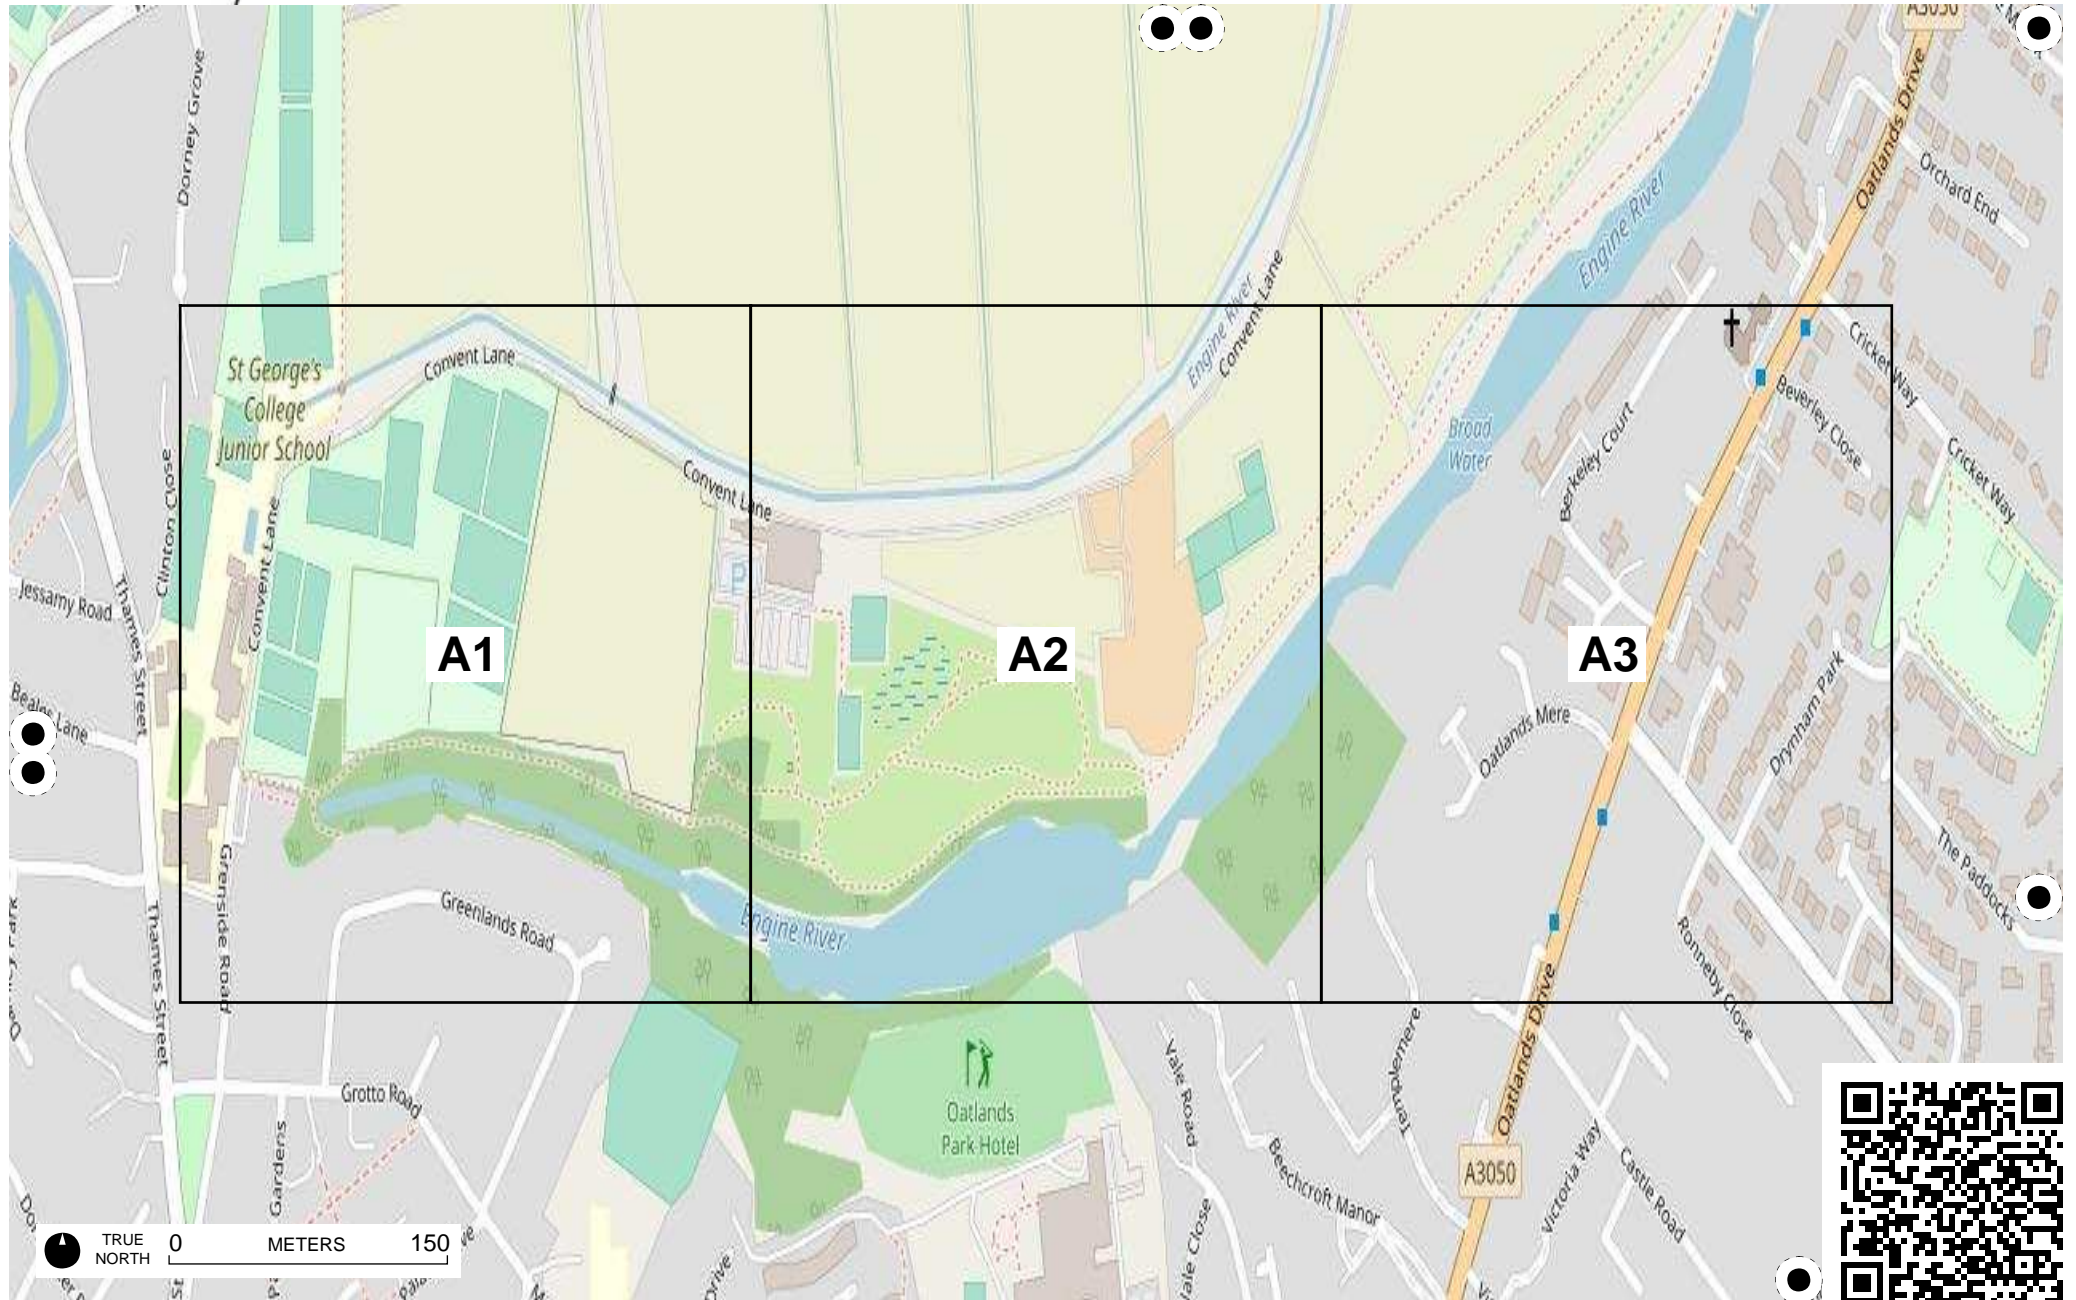 A3050
Dorney Grove
Oatlands Drive
Orchard End
Engine River
Engine River
Convent Lane
Convent Lane
St George's
College
Junior School
Cricket Way
Beverley Close
Cricket Way
Broad
Water
Berkeley Court
Clinton Close
Convent Lane
P
Convent Lane
Jessamy Road
Thames Street
A1
A2
A3
Beales Lane
Oatlands Mere
Drynham Park
The Paddocks
Greenlands Road
Engine River
Grenside Road
Thames Street
Ronneby Close
Oatlands Drive
Templemere
Vale Road
Grotto Road
Oatlands
Park Hotel
Gardens
A3050
Beechcroft Manor
Victoria Way
Castle Road
TRUE
NORTH
0
METERS
150